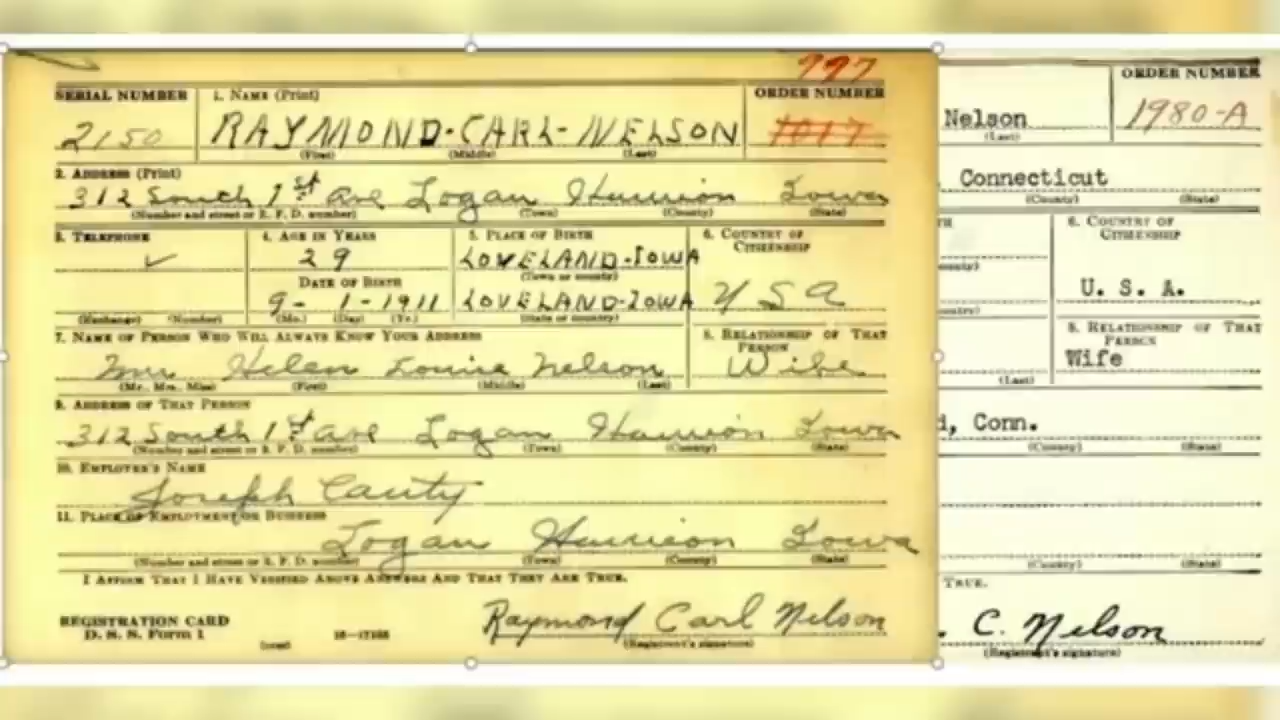 797
SERIAL NUMBER
1. NAME (Print)
ORDER NUMBER
2150
RAYMOND-CARL-NELSON
1017
(First) (Middle) (Last)
2. ADDRESS (Print)
312 South 1st Ave Logan Harrison Iowa
(Number and street or R. F. D. number) (Town) (County) (State)
3. TELEPHONE
4. AGE IN YEARS
5. PLACE OF BIRTH
6. COUNTRY OF CITIZENSHIP
29
LOVELAND-IOWA
(Town or county)
DATE OF BIRTH
9- 1-1911
LOVELAND-IOWA
USA
(Exchange) (Number)
(Mo.) (Day) (Yr.)
(State or country)
7. NAME OF PERSON WHO WILL ALWAYS KNOW YOUR ADDRESS
8. RELATIONSHIP OF THAT PERSON
Mrs Helen Louise Nelson
Wife
(Mr. Mrs. Miss) (First) (Middle) (Last)
9. ADDRESS OF THAT PERSON
312 South 1st Ave Logan Harrison Iowa
(Number and street or R. F. D. number) (Town) (County) (State)
10. EMPLOYER'S NAME
Joseph
11. PLACE OF EMPLOYMENT OR BUSINESS
Logan Harrison Iowa
(Number and street or R. F. D. number) (Town) (County) (State)
I AFFIRM THAT I HAVE VERIFIED ABOVE ANSWERS AND THAT THEY ARE TRUE.
REGISTRATION CARD
D. S. S. Form 1
(over)
16-17105
Raymond Carl Nelson
(Registrant's signature)
ORDER NUMBER
Nelson
1980-A
(Last)
Connecticut
(County) (State)
6. COUNTRY OF
CITIZENSHIP
U. S. A.
8. RELATIONSHIP OF THAT
PERSON
Wife
(Last)
, Conn.
(County) (State)
(County) (State)
TRUE.
. C. Nelson
(Registrant's signature)